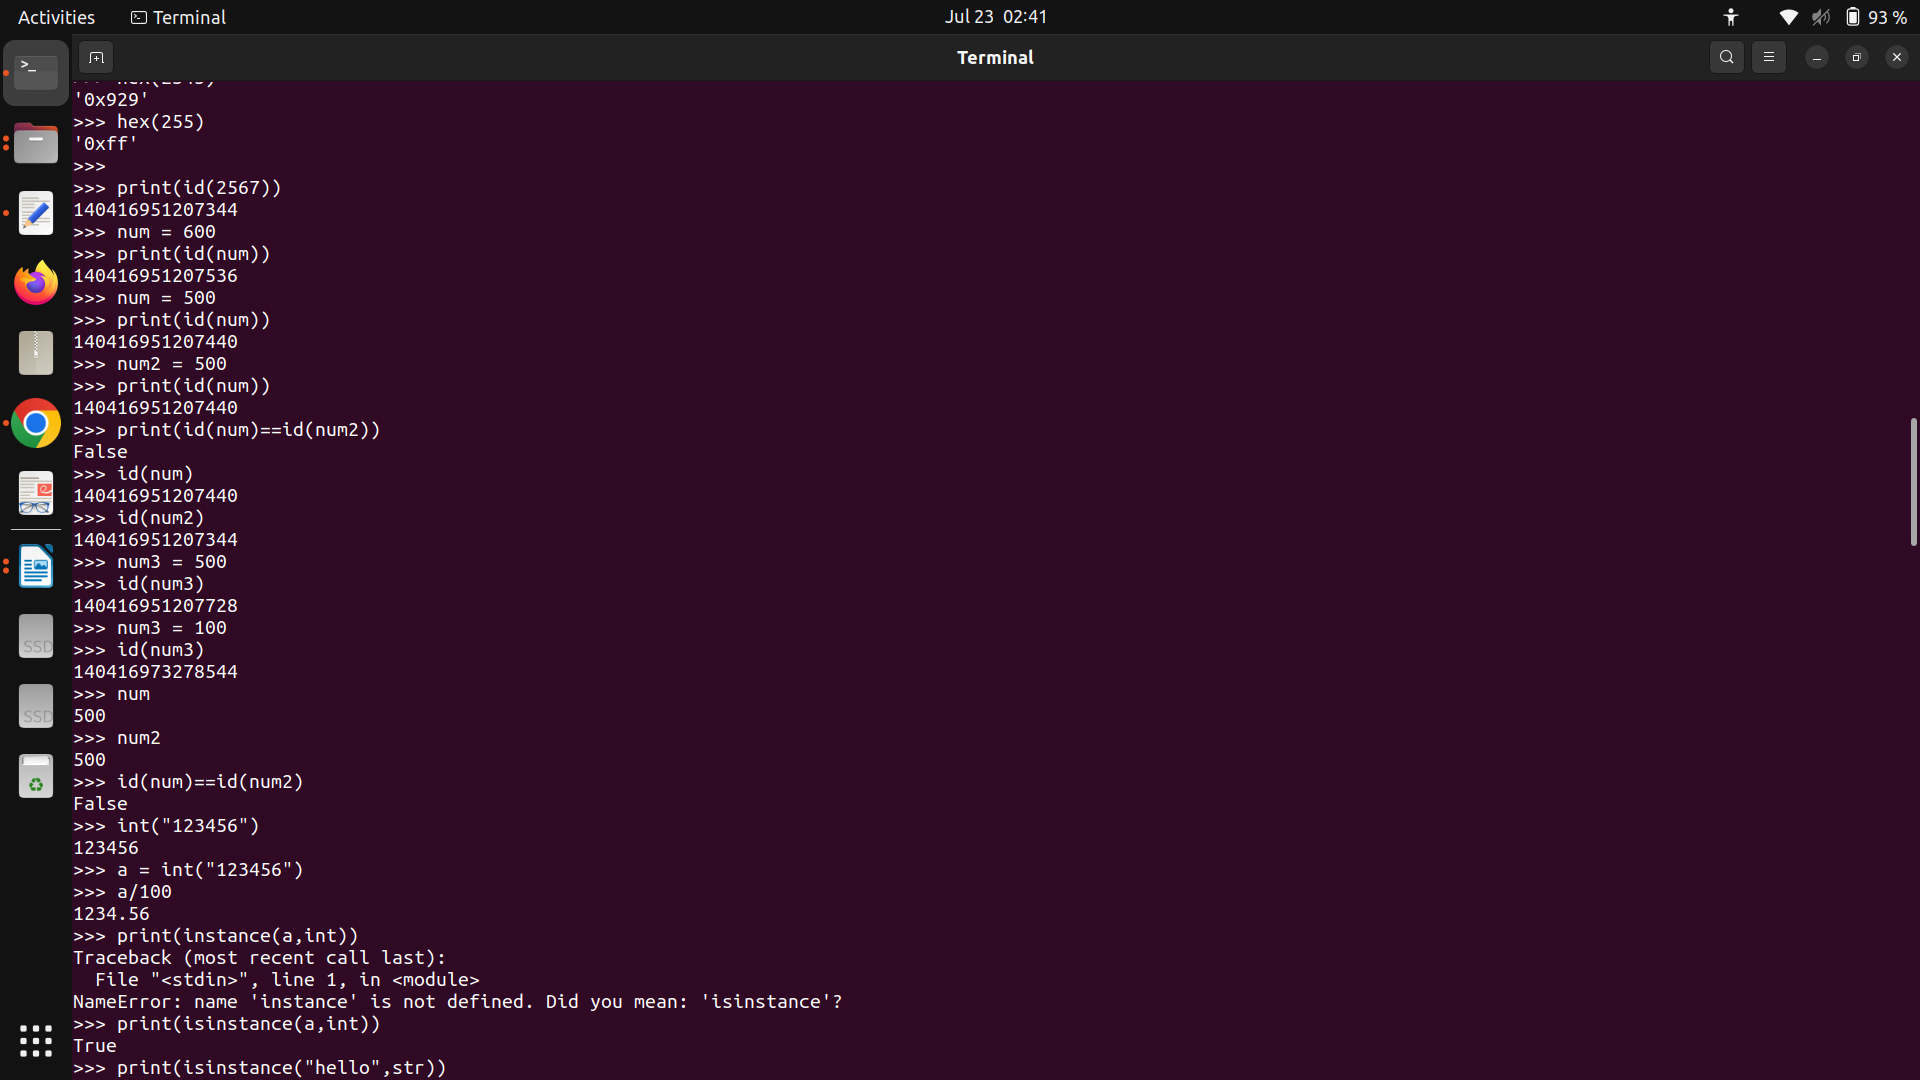 Activities
Terminal
Jul 23 02:41
93 %
Terminal
'0x929'
>>> hex(255)
'0xff'
>>>
>>> print(id(2567))
140416951207344
>>> num = 600
>>> print(id(num))
140416951207536
>>> num = 500
>>> print(id(num))
140416951207440
>>> num2 = 500
>>> print(id(num))
140416951207440
>>> print(id(num)==id(num2))
False
>>> id(num)
140416951207440
>>> id(num2)
140416951207344
>>> num3 = 500
>>> id(num3)
140416951207728
>>> num3 = 100
>>> id(num3)
140416973278544
>>> num
500
>>> num2
500
>>> id(num)==id(num2)
False
>>> int("123456")
123456
>>> a = int("123456")
>>> a/100
1234.56
>>> print(instance(a,int))
Traceback (most recent call last):
  File "<stdin>", line 1, in <module>
NameError: name 'instance' is not defined. Did you mean: 'isinstance'?
>>> print(isinstance(a,int))
True
>>> print(isinstance("hello",str))
SSD
SSD